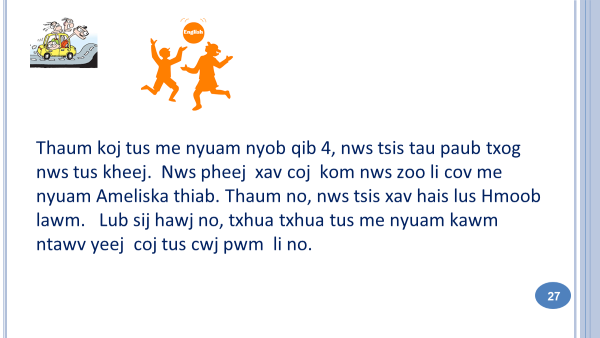 English
Thaum koj tus me nyuam nyob qib 4, nws tsis tau paub txog
nws tus kheej. Nws pheej xav coj kom nws zoo li cov me
nyuam Ameliska thiab. Thaum no, nws tsis xav hais lus Hmoob
lawm. Lub sij hawj no, txhua txhua tus me nyuam kawm
ntawv yeej coj tus cwj pwm li no.
27